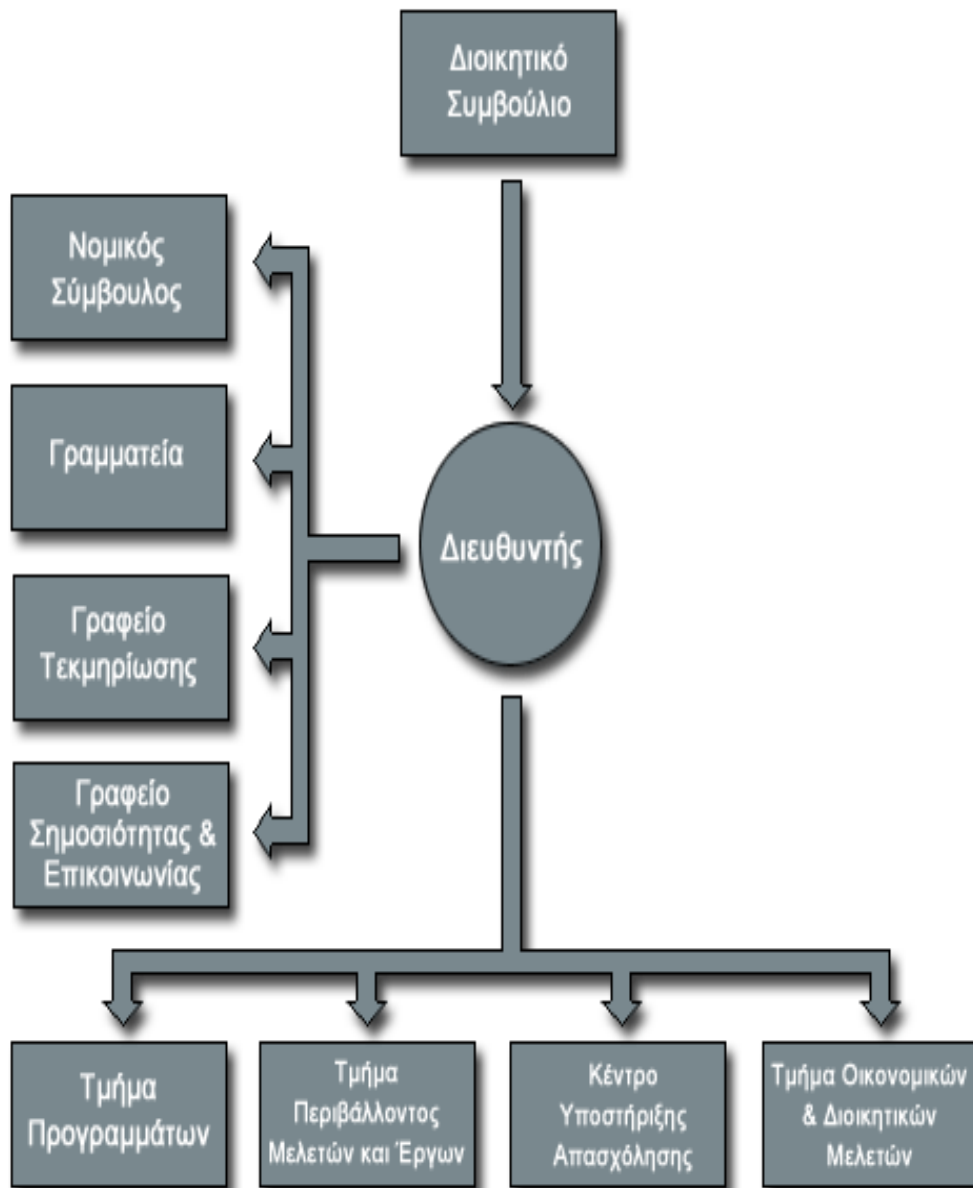 Διοικητικό
Συμβούλιο
Νομικός
Σύμβουλος
Γραμματεία
Διευθυντής
Γραφείο
Τεκμηρίωσης
Γραφείο
Σημοσιότητας &
Επικοινωνίας
Τμήμα
Προγραμμάτων
Τμήμα
Περιβάλλοντος
Μελετών και Έργων
Κέντρο
Υποστήριξης
Απασχόλησης
Τμήμα Οικονομικών
& Διοικητικών
Μελετών